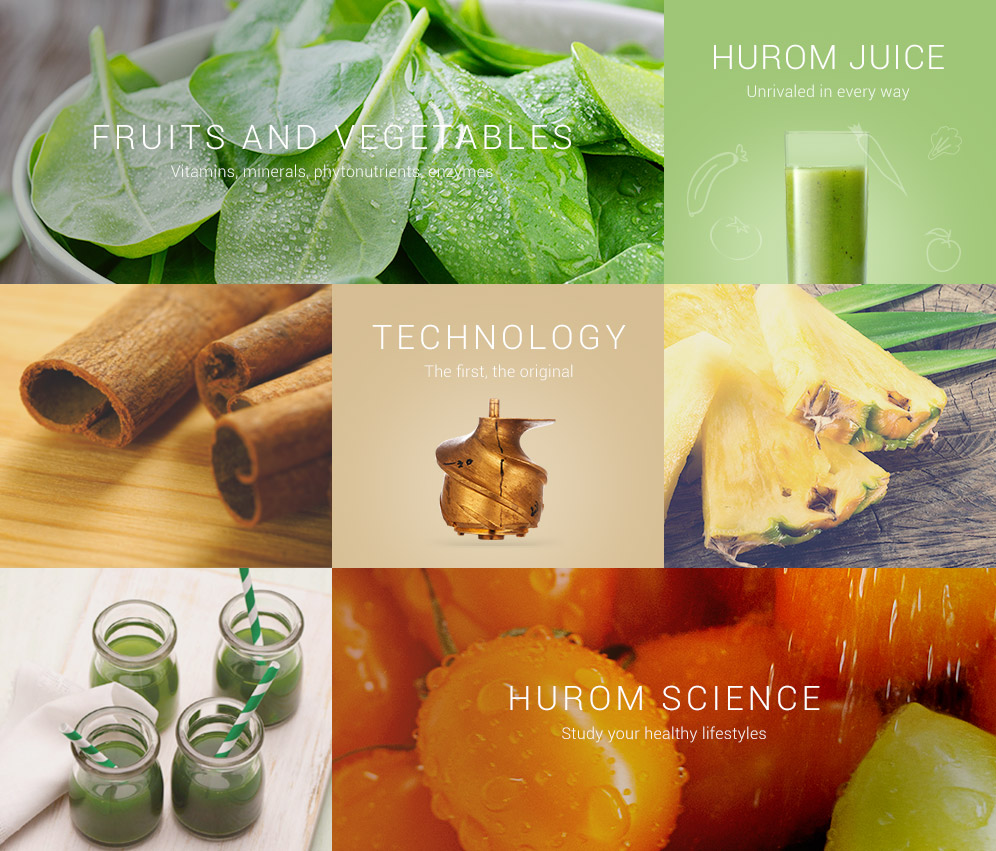 FRUITS AND VEGETABLES
Vitamins, minerals, phytonutrients, enzymes
HUROM JUICE
Unrivaled in every way
TECHNOLOGY
The first, the original
HUROM SCIENCE
Study your healthy lifestyles